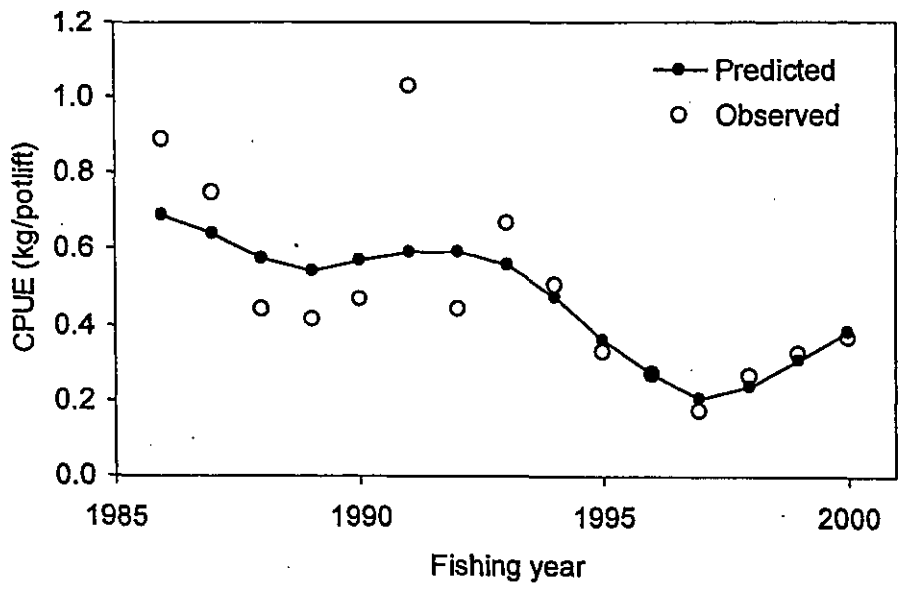 1.2
1.0
0.8
0.6
0.4
0.2
0.0
CPUE (kg/potlift)
Predicted
Observed
1985 1990 1995 2000
Fishing year